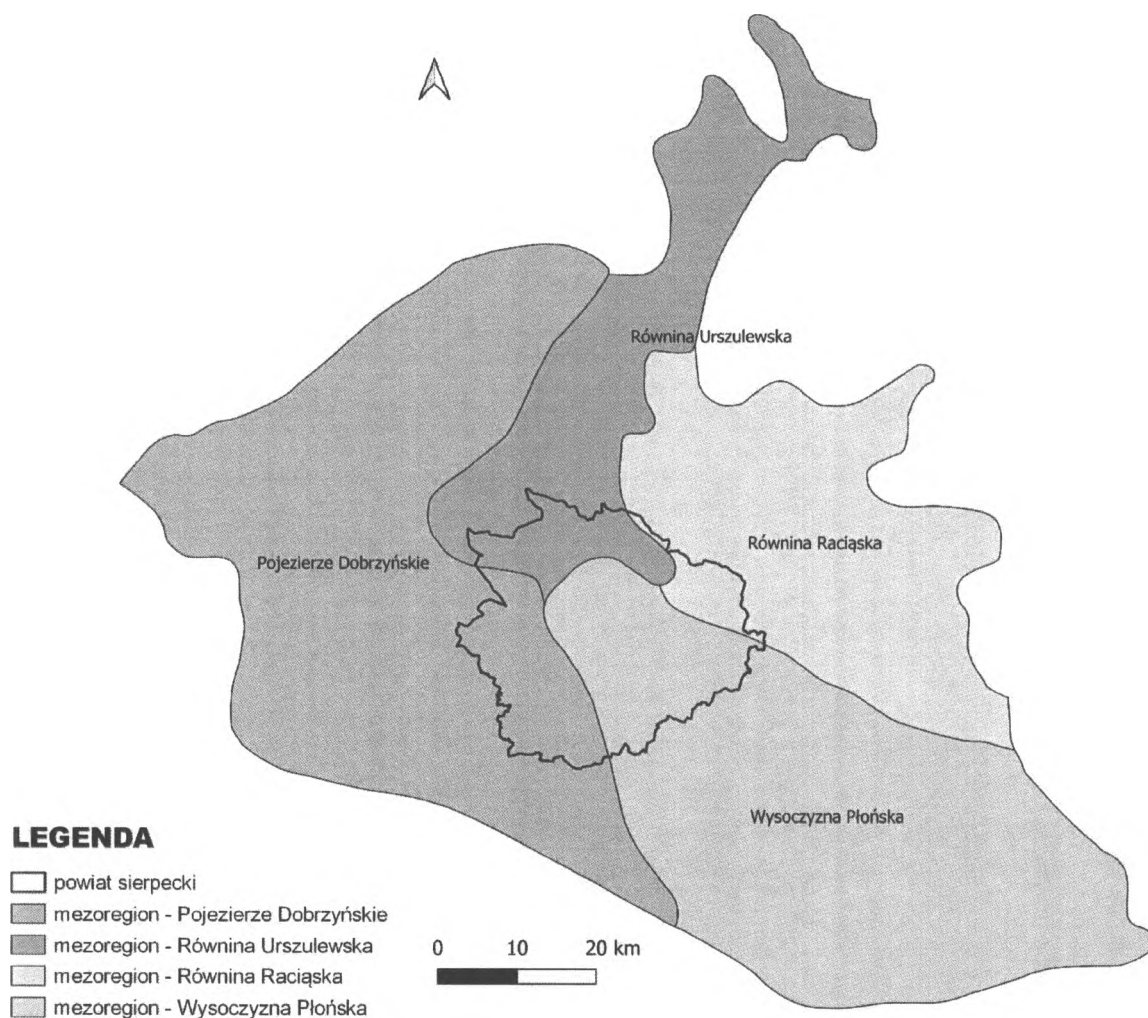 Równina Urszulewska
Równina Raciąska
Pojezierze Dobrzyńskie
Wysoczyzna Płońska
LEGENDA
powiat sierpecki
mezoregion - Pojezierze Dobrzyńskie
mezoregion - Równina Urszulewska
mezoregion - Równina Raciąska
mezoregion - Wysoczyzna Płońska
0 10 20 km